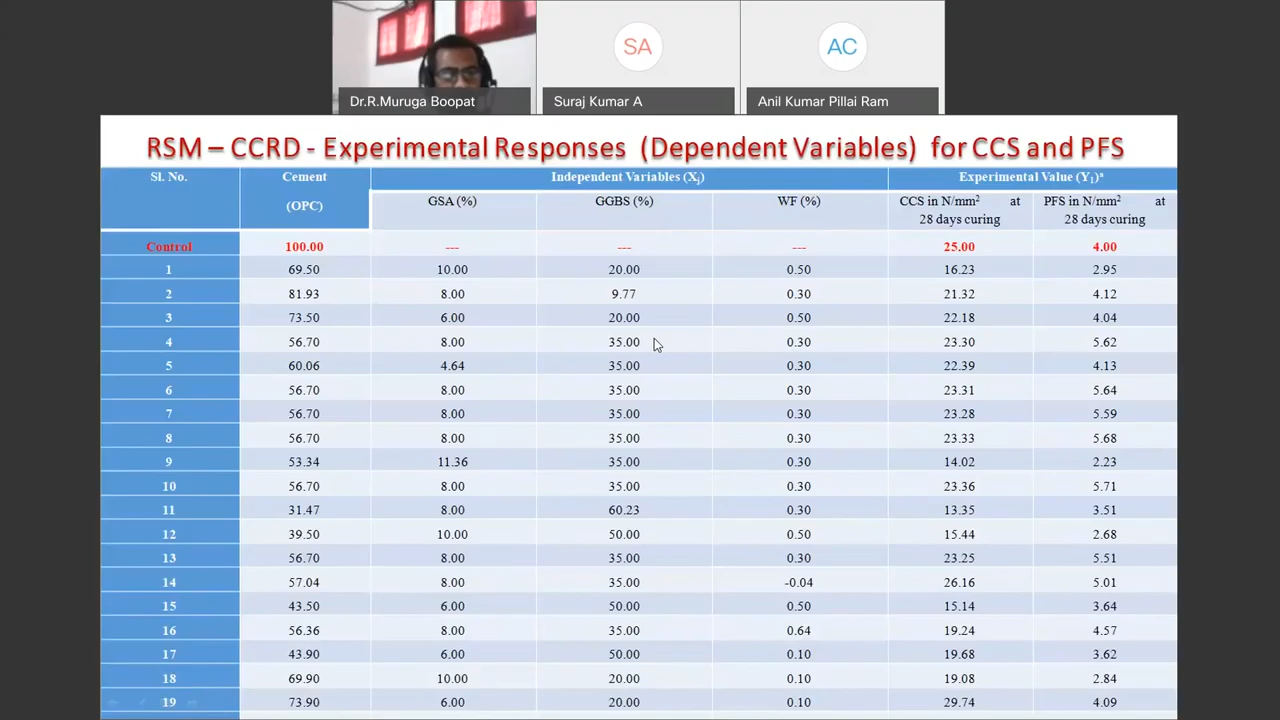 SA
AC
Dr.R.Muruga Boopat
Suraj Kumar A
Anil Kumar Pillai Ram
RSM – CCRD - Experimental Responses (Dependent Variables) for CCS and PFS
Sl. No. Cement (OPC) Independent Variables (Xj) Experimental Value (Y1)a
GSA (%) GGBS (%) WF (%) CCS in N/mm2 at 28 days curing PFS in N/mm2 at 28 days curing
Control 100.00 --- --- --- 25.00 4.00
1 69.50 10.00 20.00 0.50 16.23 2.95
2 81.93 8.00 9.77 0.30 21.32 4.12
3 73.50 6.00 20.00 0.50 22.18 4.04
4 56.70 8.00 35.00 0.30 23.30 5.62
5 60.06 4.64 35.00 0.30 22.39 4.13
6 56.70 8.00 35.00 0.30 23.31 5.64
7 56.70 8.00 35.00 0.30 23.28 5.59
8 56.70 8.00 35.00 0.30 23.33 5.68
9 53.34 11.36 35.00 0.30 14.02 2.23
10 56.70 8.00 35.00 0.30 23.36 5.71
11 31.47 8.00 60.23 0.30 13.35 3.51
12 39.50 10.00 50.00 0.50 15.44 2.68
13 56.70 8.00 35.00 0.30 23.25 5.51
14 57.04 8.00 35.00 -0.04 26.16 5.01
15 43.50 6.00 50.00 0.50 15.14 3.64
16 56.36 8.00 35.00 0.64 19.24 4.57
17 43.90 6.00 50.00 0.10 19.68 3.62
18 69.90 10.00 20.00 0.10 19.08 2.84
19 73.90 6.00 20.00 0.10 29.74 4.09